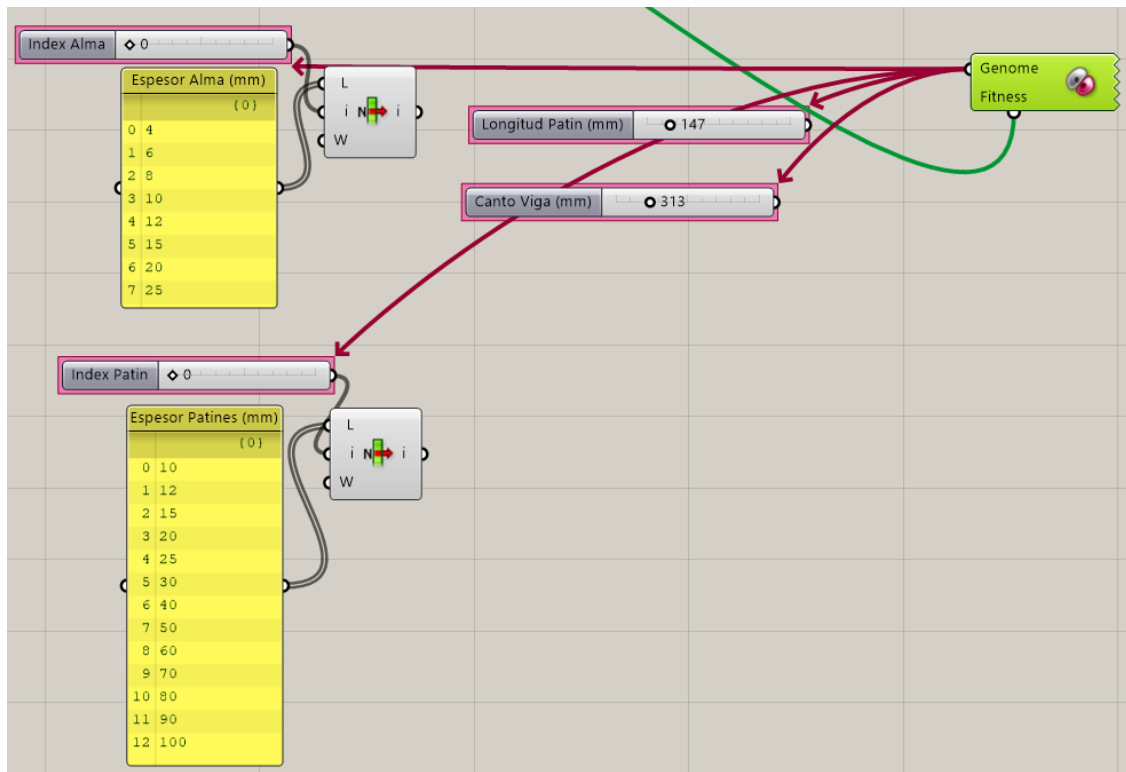 Index Alma 0
Espesor Alma (mm)
{0}
0 4
1 6
2 8
3 10
4 12
5 15
6 20
7 25
L
i N i
W
Longitud Patin (mm) 147
Canto Viga (mm) 313
Genome
Fitness
Index Patin 0
Espesor Patines (mm)
{0}
0 10
1 12
2 15
3 20
4 25
5 30
6 40
7 50
8 60
9 70
10 80
11 90
12 100
L
i N i
W